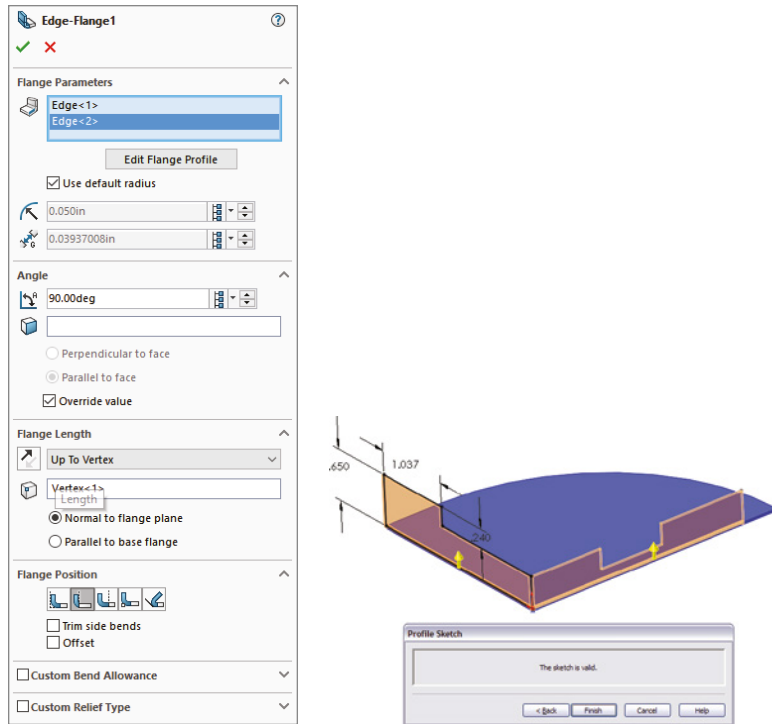 Edge-Flange1
Flange Parameters
Edge<1>
Edge<2>
Edit Flange Profile
Use default radius
0.050in
0.03937008in
Angle
90.00deg
Perpendicular to face
Parallel to face
Override value
Flange Length
Up To Vertex
Vertex<1>
Length
Normal to flange plane
Parallel to base flange
Flange Position
Trim side bends
Offset
Custom Bend Allowance
Custom Relief Type
.650
1.037
.240
Profile Sketch
The sketch is valid.
< Back
Finish
Cancel
Help